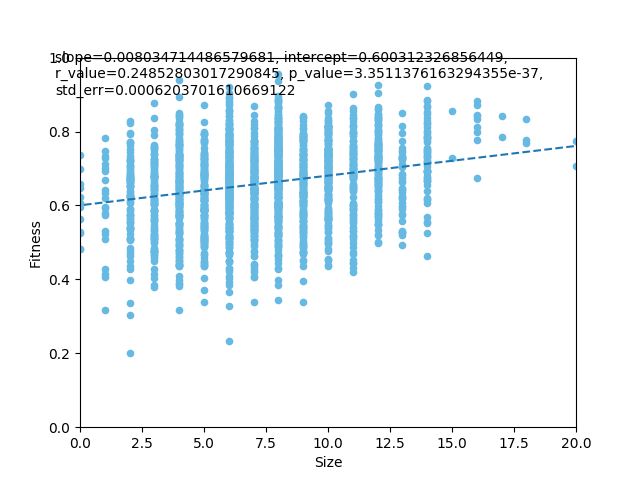 slope=0.008034714486579681, intercept=0.600312326856449,
r_value=0.24852803017290845, p_value=3.3511376163294355e-37,
std_err=0.0006203701610669122
1.0
0.8
0.6
0.4
0.2
0.0
Fitness
0.0 2.5 5.0 7.5 10.0 12.5 15.0 17.5 20.0
Size